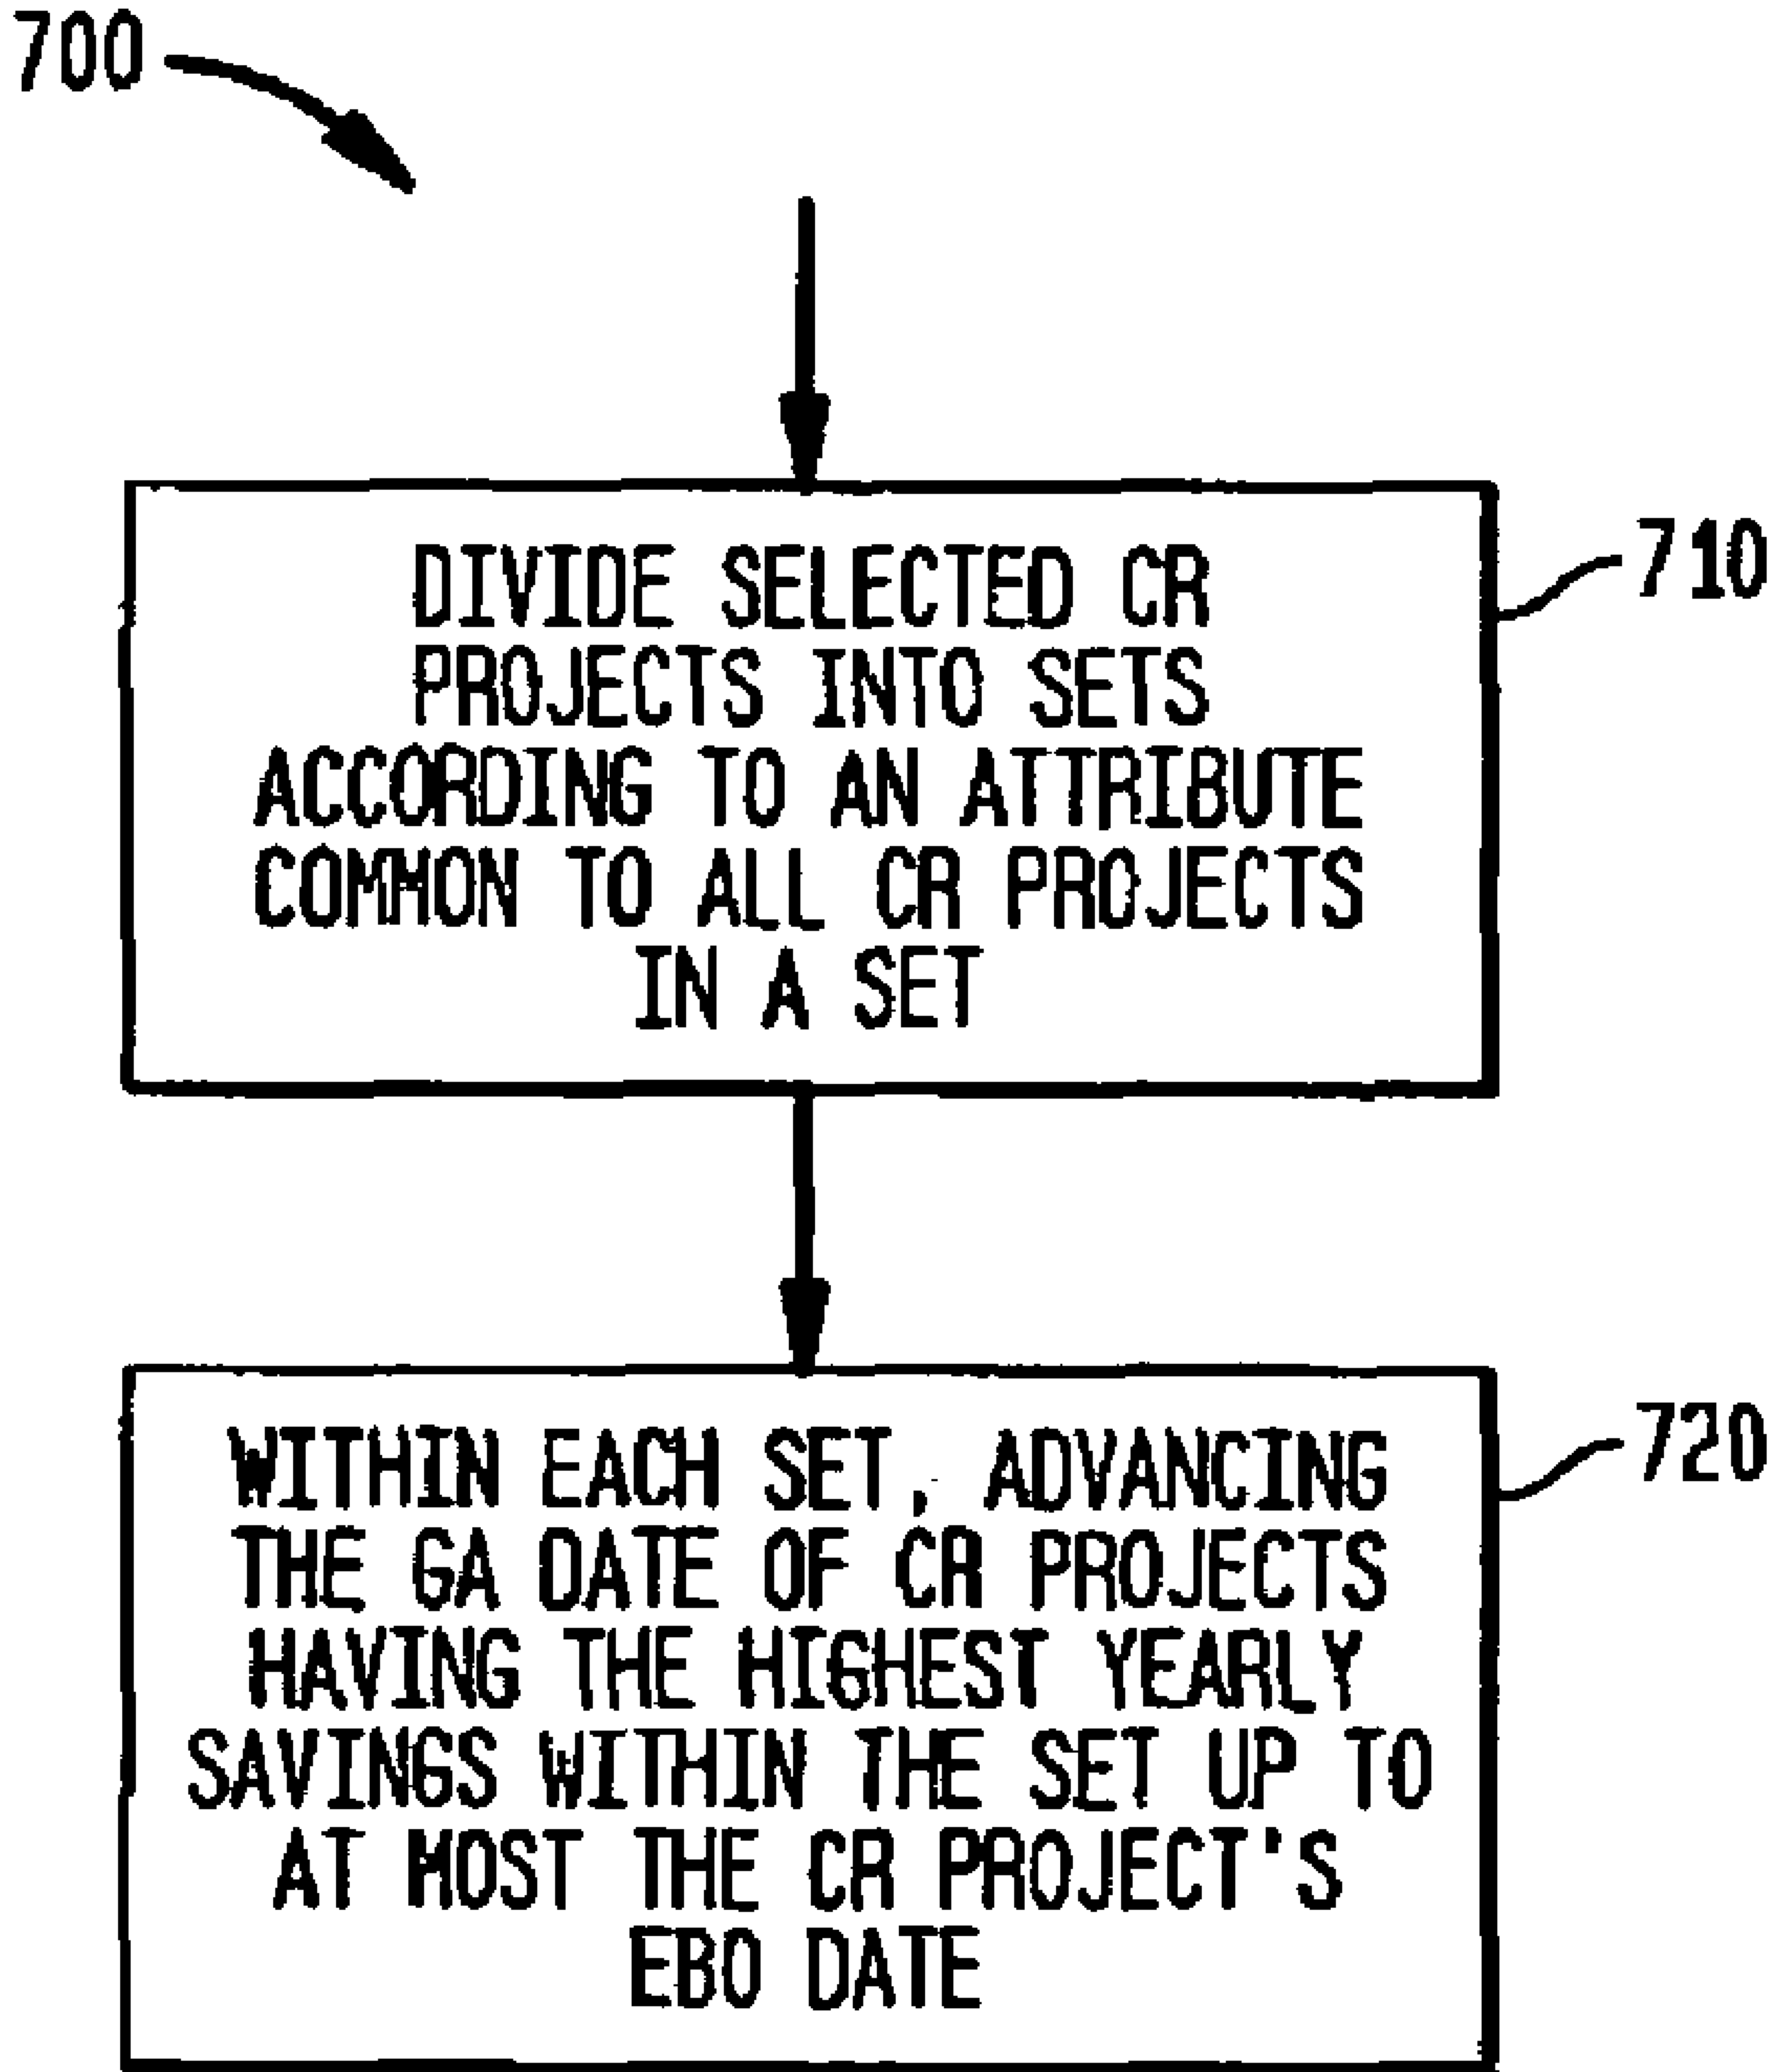 700
DIVIDE SELECTED CR
PROJECTS INTO SETS
ACCORDING TO AN ATTRIBUTE
COMMON TO ALL CR PROJECTS
IN A SET
710
WITHIN EACH SET, ADVANCING
THE GA DATE OF CR PROJECTS
HAVING THE HIGHEST YEARLY
SAVINGS WITHIN THE SET UP TO
AT MOST THE CR PROJECT'S
EBO DATE
720